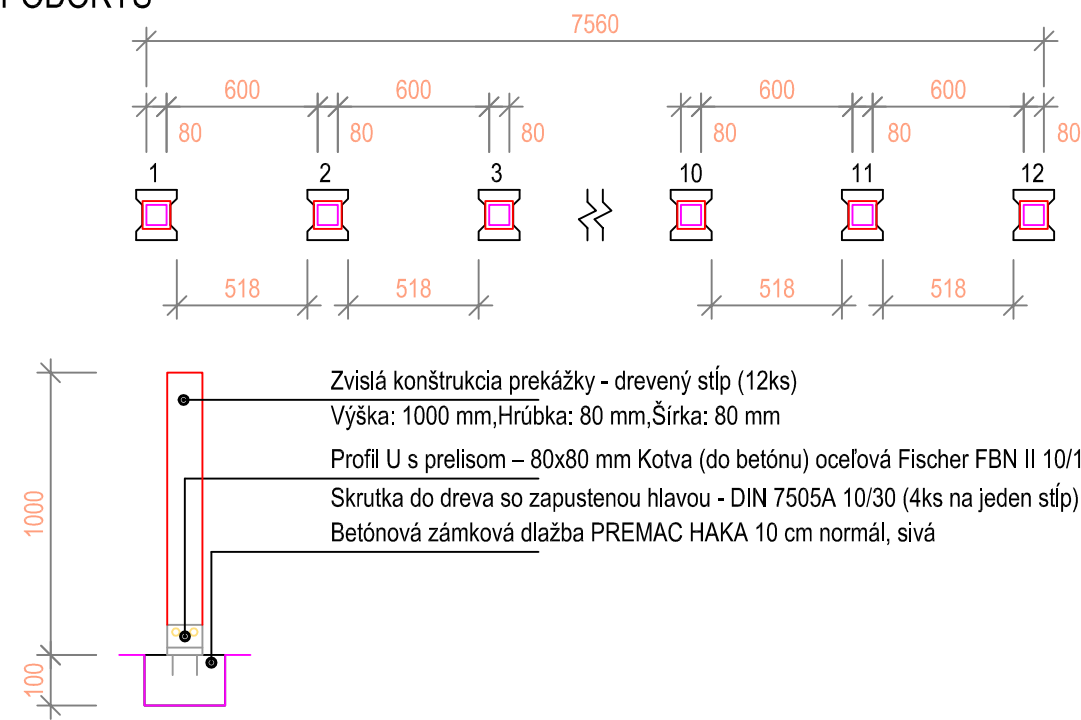 7560
600 600 600 600
80 80 80 80 80 80
1 2 3 10 11 12
518 518 518 518
Zvislá konštrukcia prekážky - drevený stĺp (12ks)
Výška: 1000 mm,Hrúbka: 80 mm,Šírka: 80 mm
Profil U s prelisom – 80x80 mm Kotva (do betónu) oceľová Fischer FBN II 10/1
Skrutka do dreva so zapustenou hlavou - DIN 7505A 10/30 (4ks na jeden stĺp)
Betónová zámková dlažba PREMAC HAKA 10 cm normál, sivá
1000
100